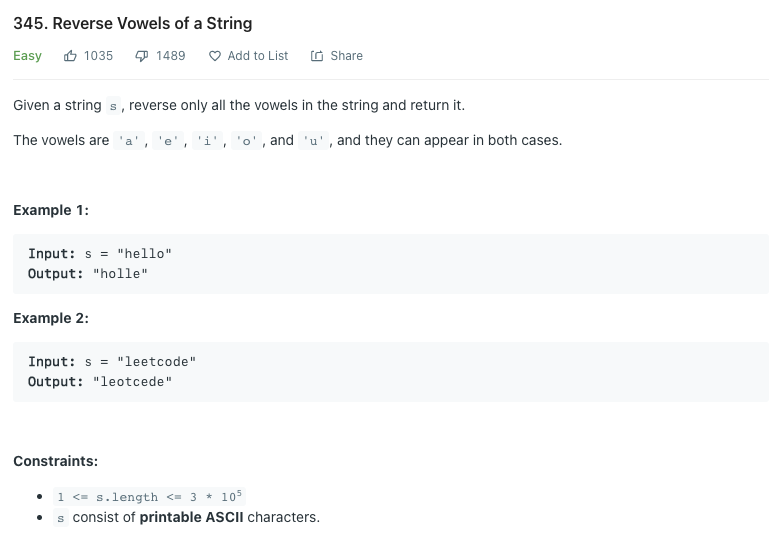 345. Reverse Vowels of a String
Easy 1035 1489 Add to List Share
Given a string s, reverse only all the vowels in the string and return it.
The vowels are 'a', 'e', 'i', 'o', and 'u', and they can appear in both cases.
Example 1:
Input: s = "hello"
Output: "holle"
Example 2:
Input: s = "leetcode"
Output: "leotcede"
Constraints:
• 1 <= s.length <= 3 * 10⁵
• s consist of printable ASCII characters.